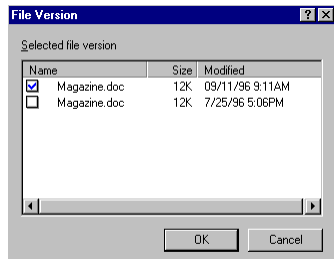 File Version
Selected file version
Name Size Modified
Magazine.doc 12K 09/11/96 9:11AM
Magazine.doc 12K 7/25/96 5:06PM
OK Cancel